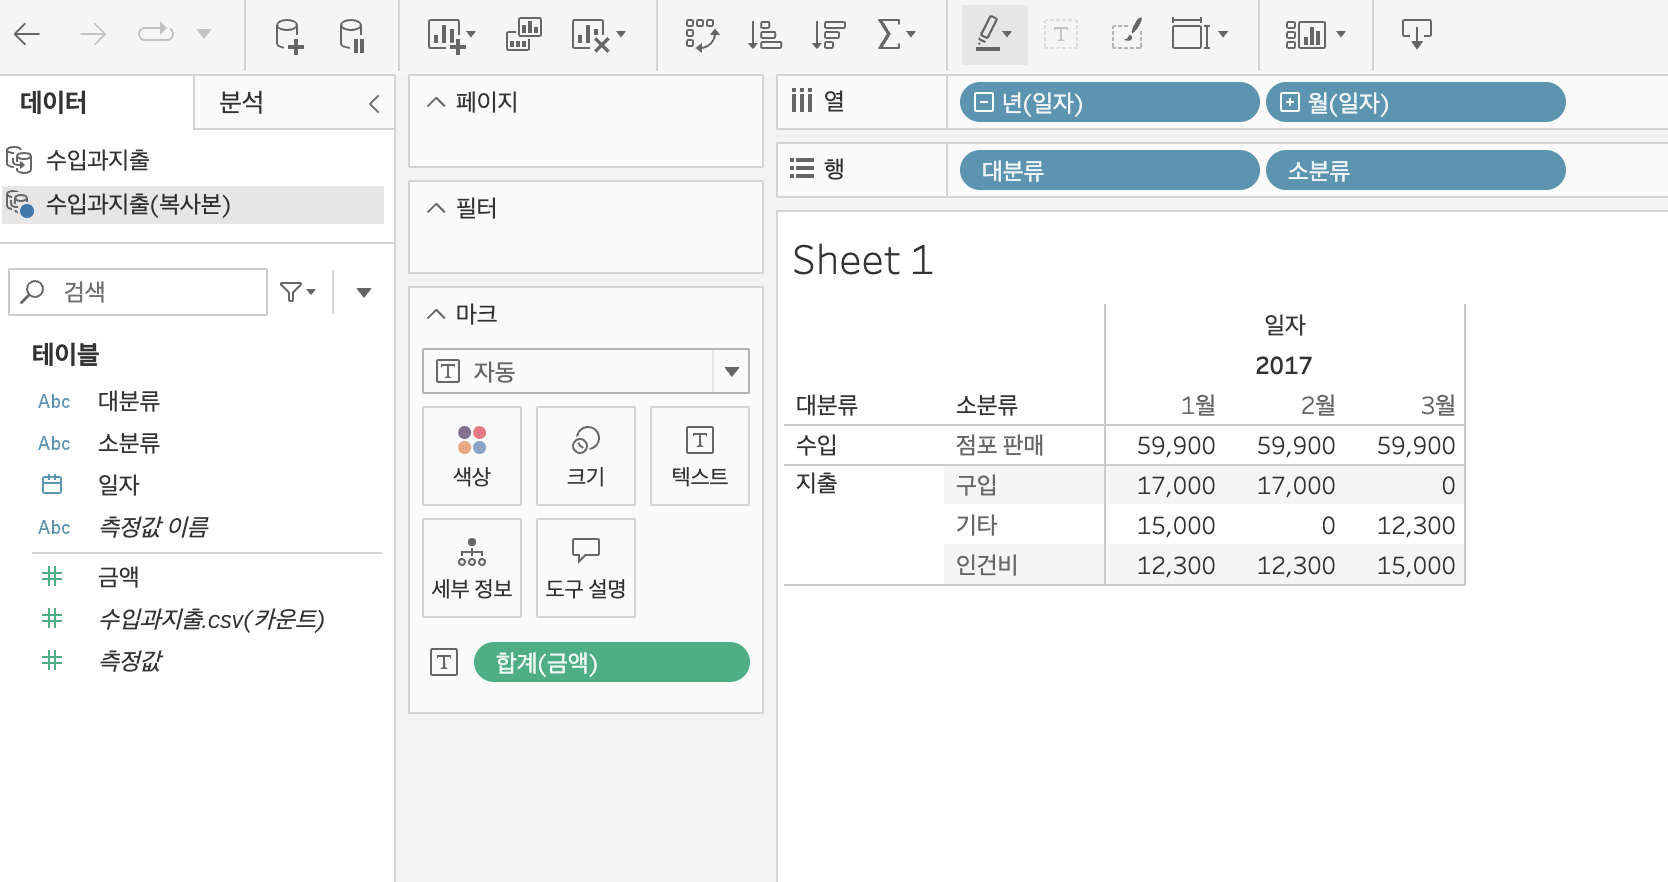 데이터
분석
수입과지출
수입과지출(복사본)
검색
테이블
Abc 대분류
Abc 소분류
일자
Abc 측정값 이름
금액
수입과지출.csv(카운트)
측정값
페이지
필터
마크
T 자동
색상
크기
T
텍스트
세부 정보
도구 설명
T 합계(금액)
열 년(일자) 월(일자)
행 대분류 소분류
Sheet 1
일자
2017
대분류 소분류 1월 2월 3월
수입 점포 판매 59,900 59,900 59,900
지출 구입 17,000 17,000 0
기타 15,000 0 12,300
인건비 12,300 12,300 15,000